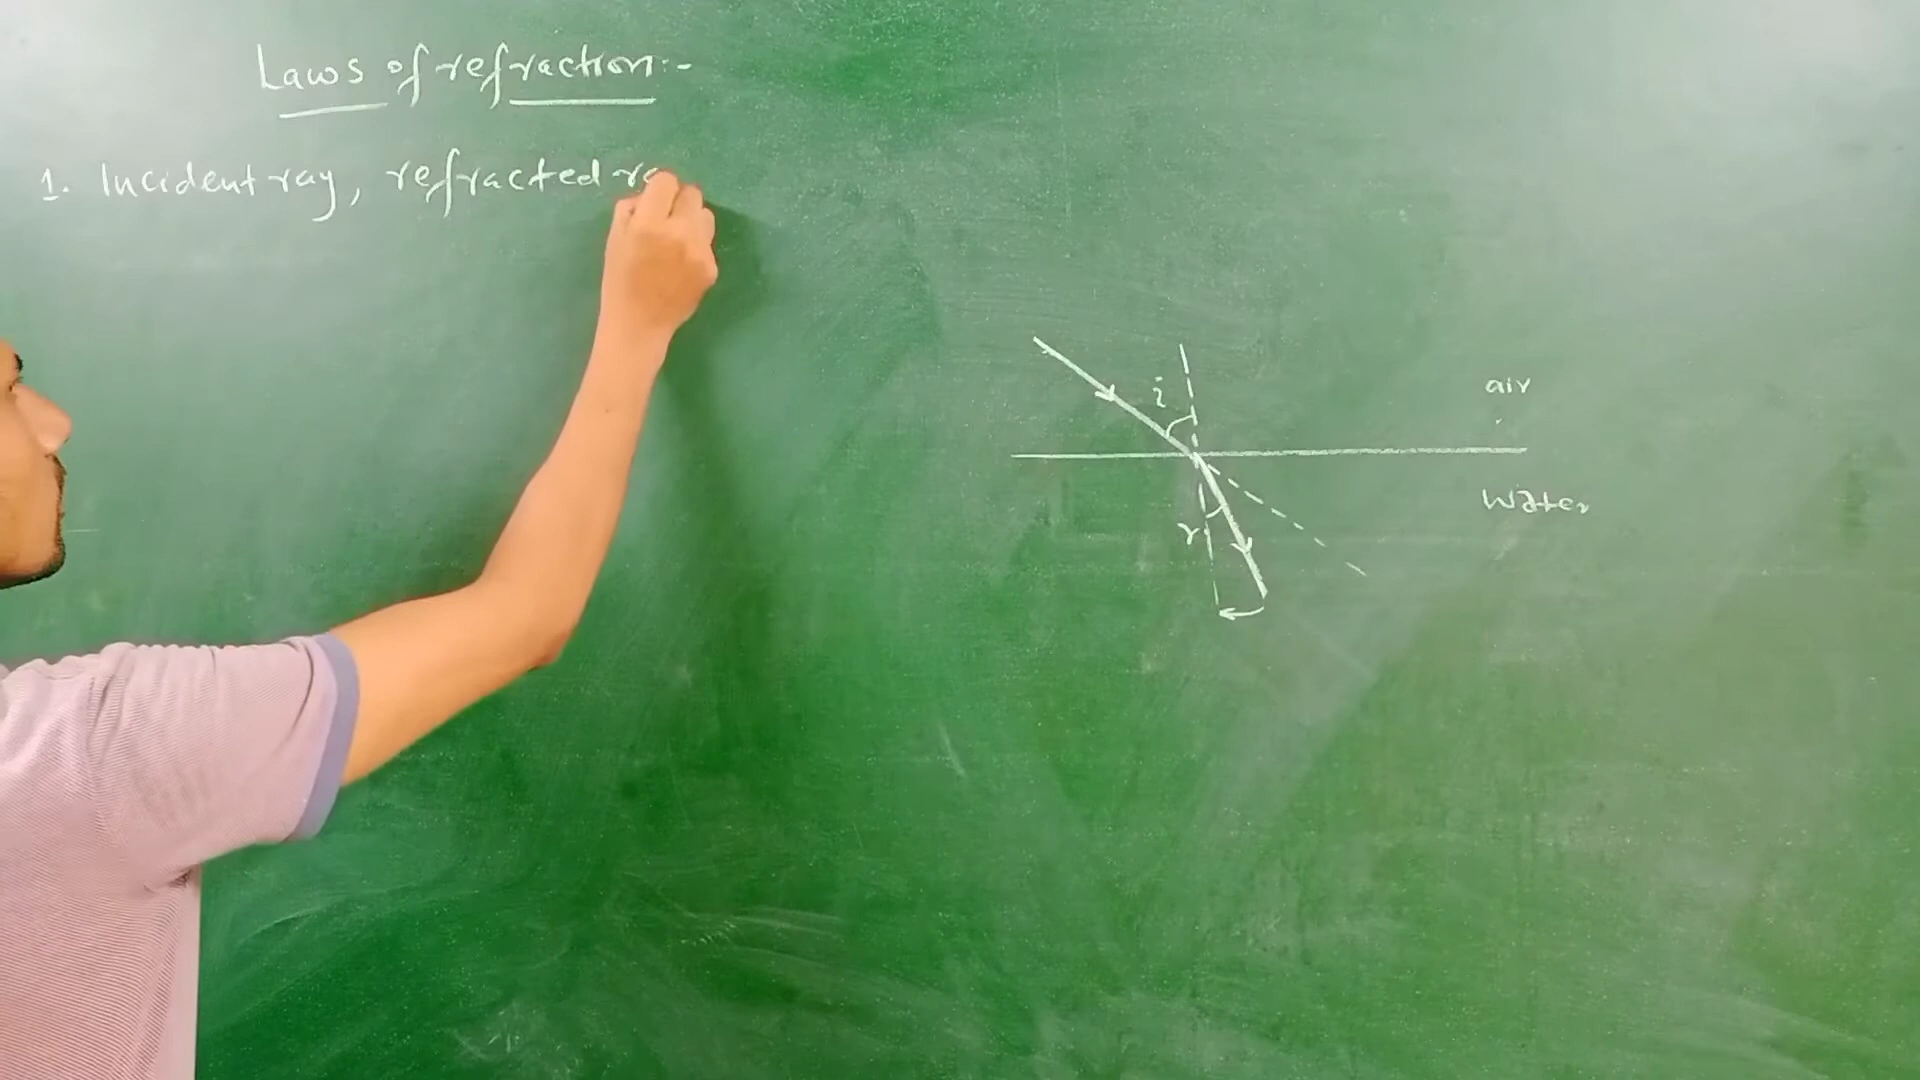 Laws of refraction:-
1. Incident ray, refracted ra
i
air
water
r